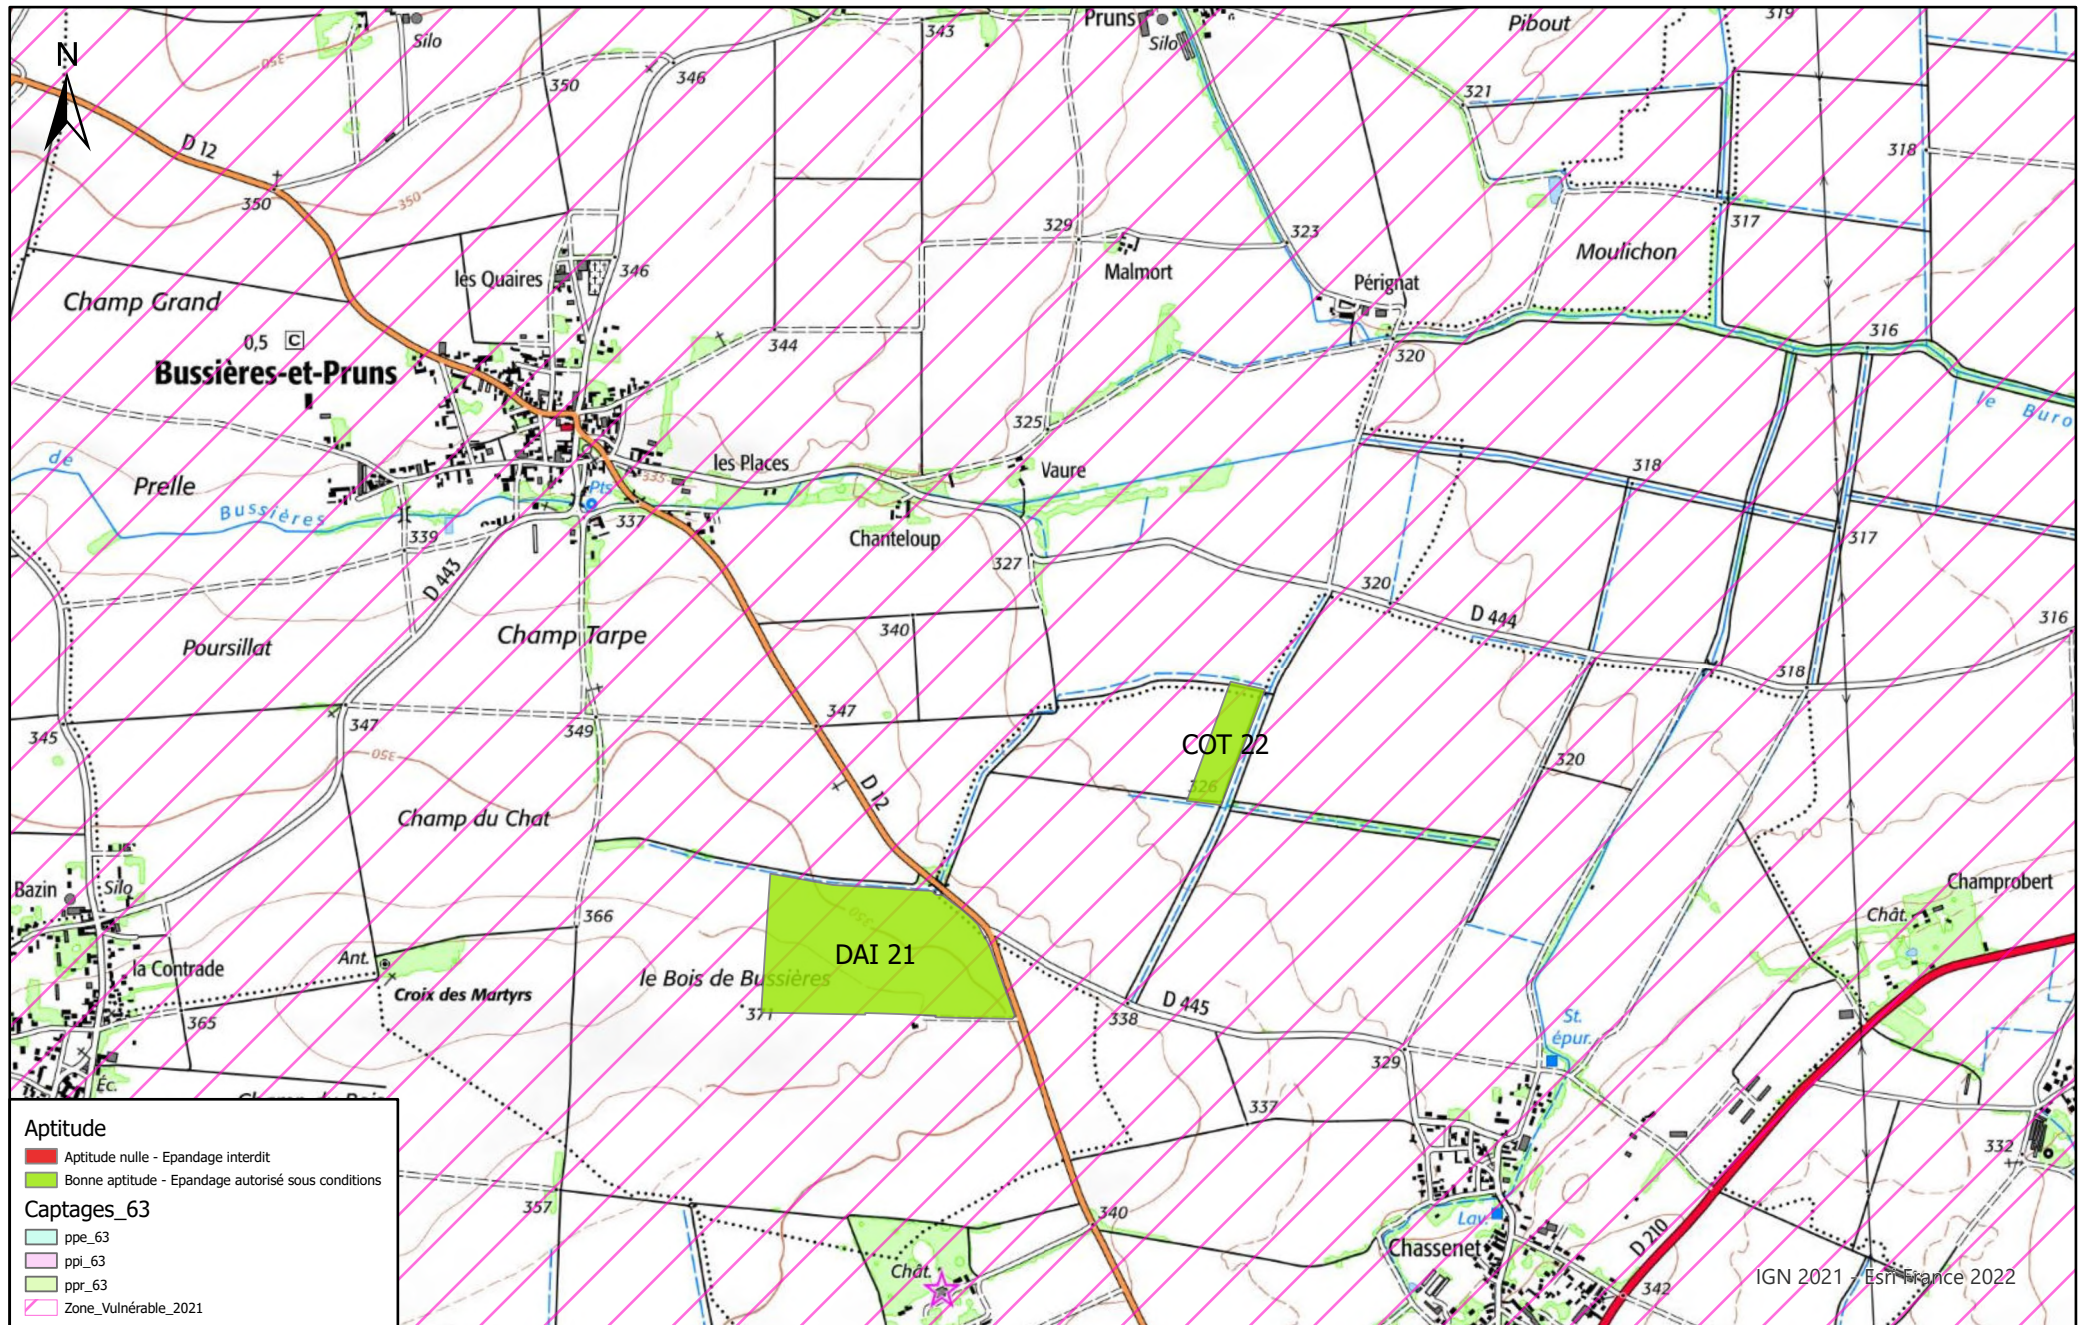 N
Pruns
Silo
Silo
343
Pibout
319
350
350
346
321
D 12
350
350
318
317
329
323
Malmort
Moulichon
les Quaires
346
Pérignat
Champ Grand
0,5 C
344
316
320
Bussières-et-Pruns
le Buro
325
de
les Places
Vaure
318
335
Prelle
Pts
Bussières
337
Chanteloup
339
317
327
D 443
320
D 444
316
Poursillat
Champ Tarpe
340
318
345
347
349
347
COT 22
350
D 12
326
320
Champ du Chat
Bazin
Silo
350
Champrobert
Chât.
366
DAI 21
Ant.
la Contrade
le Bois de Bussières
Croix des Martyrs
371
365
338
D 445
St.
épur.
329
Éc.
337
332
Aptitude
Aptitude nulle - Epandage interdit
Bonne aptitude - Epandage autorisé sous conditions
Captages_63
ppe_63
ppi_63
ppr_63
Zone_Vulnérable_2021
357
340
Lav.
Chassenet
D 210
Chât.
342
IGN 2021 - Esri France 2022